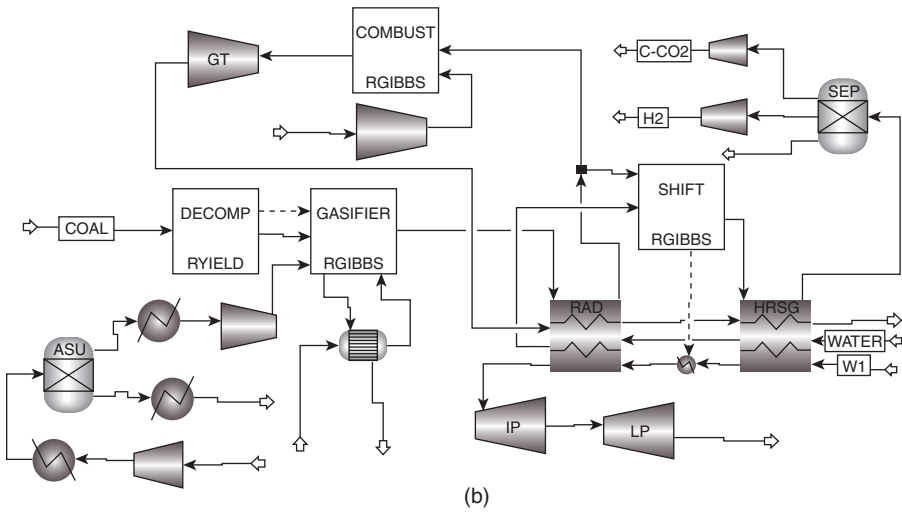 COMBUST
RGIBBS
GT
C-CO2
H2
SEP
SHIFT
RGIBBS
COAL
DECOMP
RYIELD
GASIFIER
RGIBBS
RAD
HRSG
WATER
W1
ASU
IP
LP
(b)